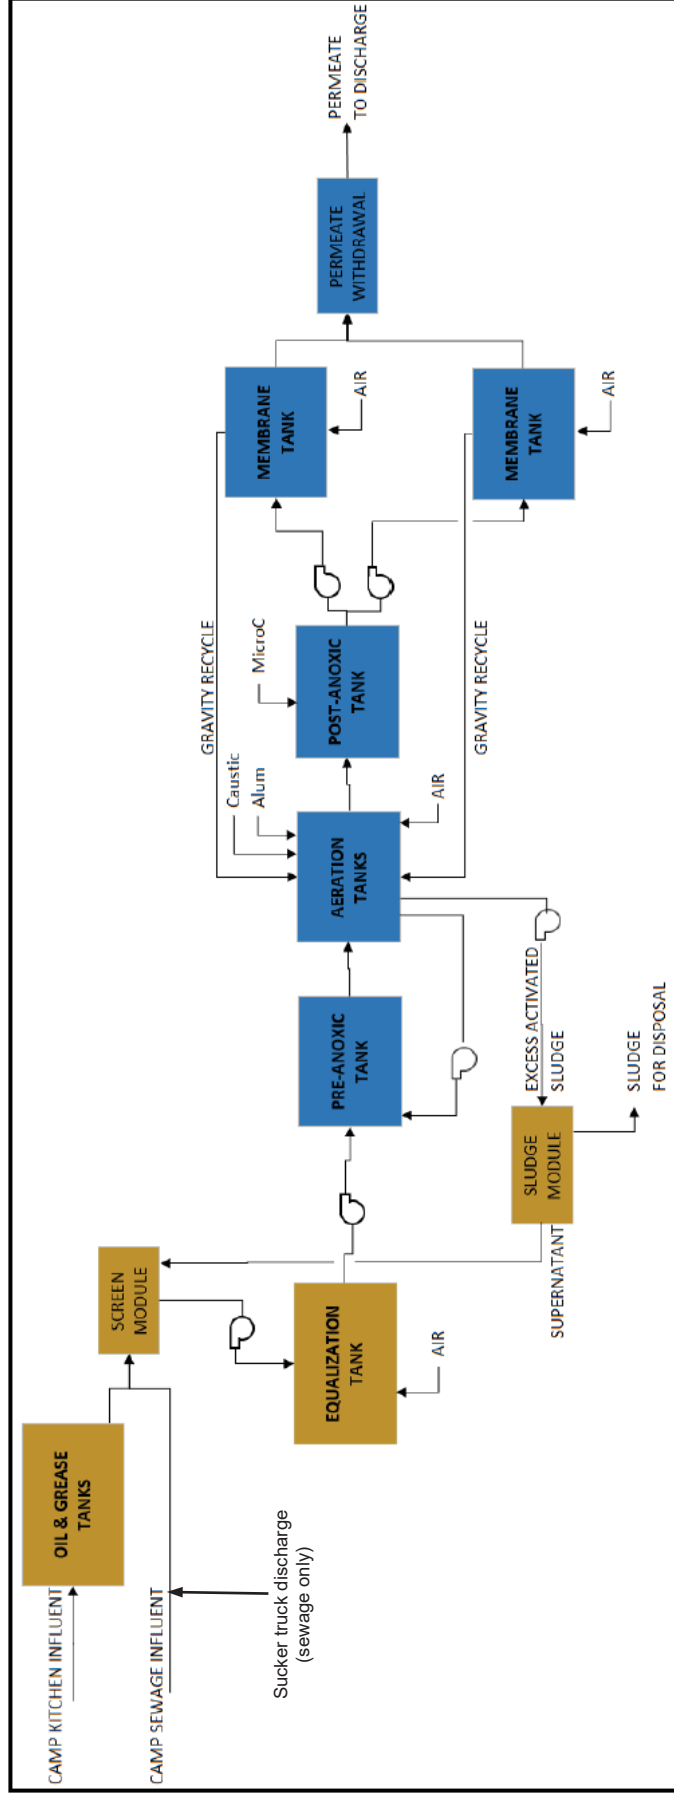 CAMP KITCHEN INFLUENT
OIL & GREASE
TANKS
CAMP SEWAGE INFLUENT
Sucker truck discharge
(sewage only)
SCREEN
MODULE
EQUALIZATION
TANK
AIR
SUPERNATANT
SLUDGE
MODULE
SLUDGE
FOR DISPOSAL
EXCESS ACTIVATED
SLUDGE
PRE-ANOXIC
TANK
AERATION
TANKS
AIR
Caustic
Alum
GRAVITY RECYCLE
MicroC
POST-ANOXIC
TANK
GRAVITY RECYCLE
MEMBRANE
TANK
AIR
MEMBRANE
TANK
AIR
PERMEATE
WITHDRAWAL
PERMEATE
TO DISCHARGE